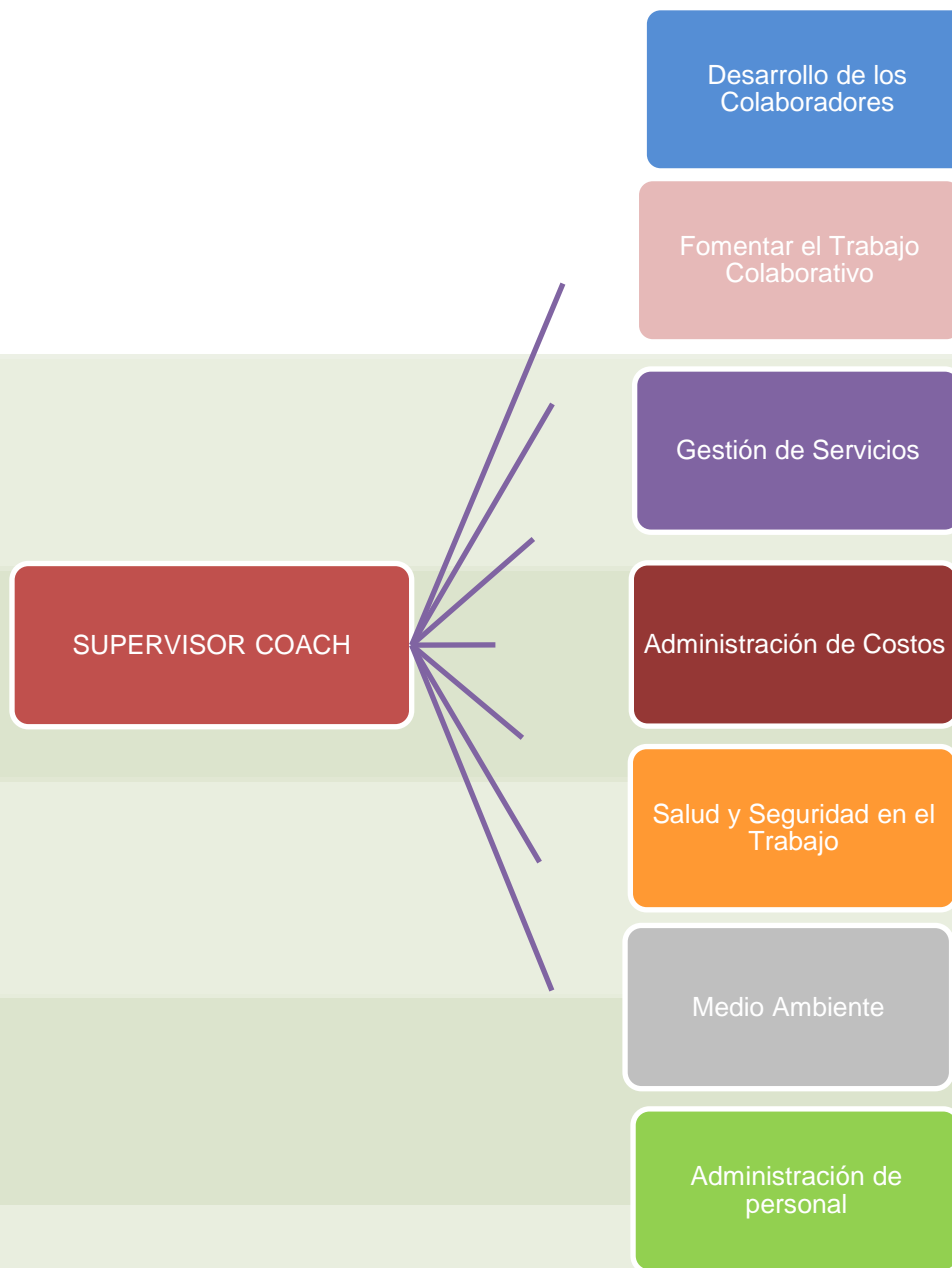 Desarrollo de los
Colaboradores
Fomentar el Trabajo
Colaborativo
Gestión de Servicios
SUPERVISOR COACH
Administración de Costos
Salud y Seguridad en el
Trabajo
Medio Ambiente
Administración de
personal